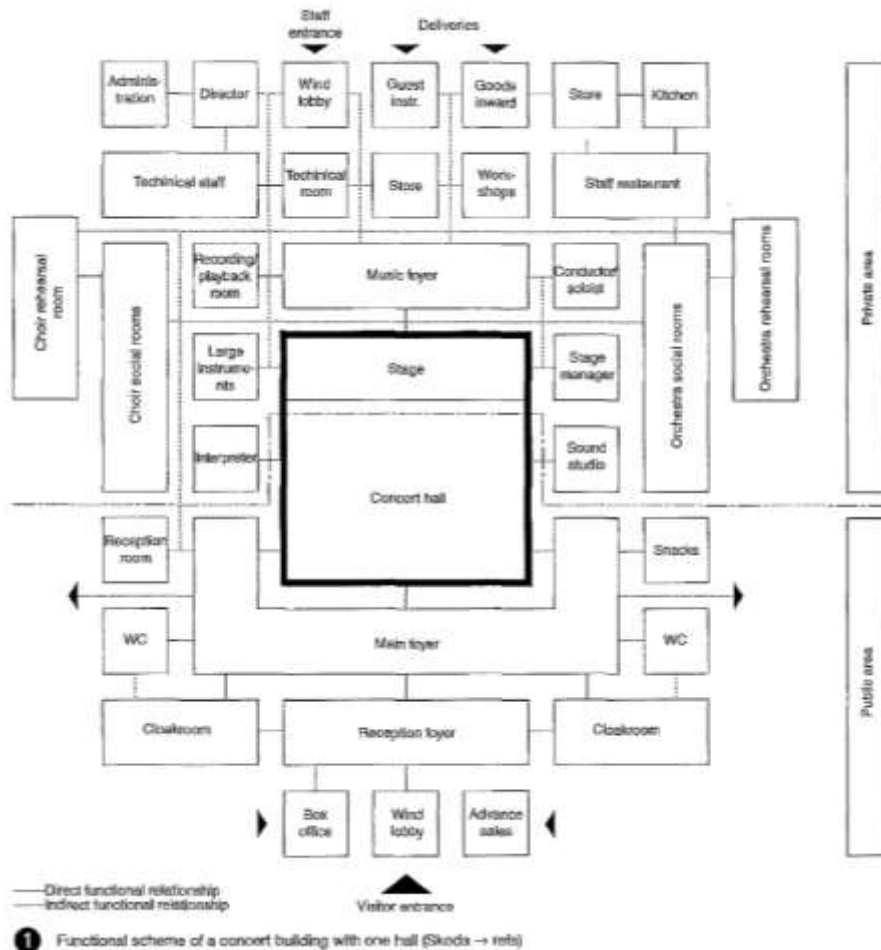 Staff
entrance
Deliveries
Adminis-
tration
Director
Wind
lobby
Guest
instr.
Goods
inward
Store
Kitchen
Techinical staff
Techinical
room
Store
Work-
shops
Staff restaurant
Choir rehearsal
room
Choir social rooms
Recording/
playback
room
Music foyer
Conductor/
soloist
Orchestra social rooms
Orchestra rehearsal rooms
Private area
Large
Instrume-
nts
Stage
Stage
manager
Interpreter
Concert hall
Sound
studio
Reception
room
Snacks
WC
Main foyer
WC
Public area
Cloakroom
Reception foyer
Cloakroom
Box
office
Wind
lobby
Advance
sales
Direct functional relationship
Indirect functional relationship
Visitor entrance
1 Functional scheme of a concert building with one hall (Skoda → refs)